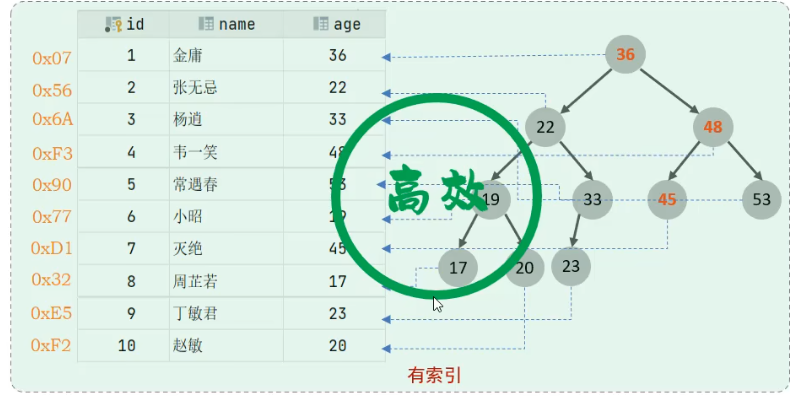 id name age
0x07 1 金庸 36
0x56 2 张无忌 22
0x6A 3 杨逍 33
0xF3 4 韦一笑 48
0x90 5 常遇春 53
0x77 6 小昭 19
0xD1 7 灭绝 45
0x32 8 周芷若 17
0xE5 9 丁敏君 23
0xF2 10 赵敏 20
36
22 48
19 33 45 53
17 20 23
高效
有索引